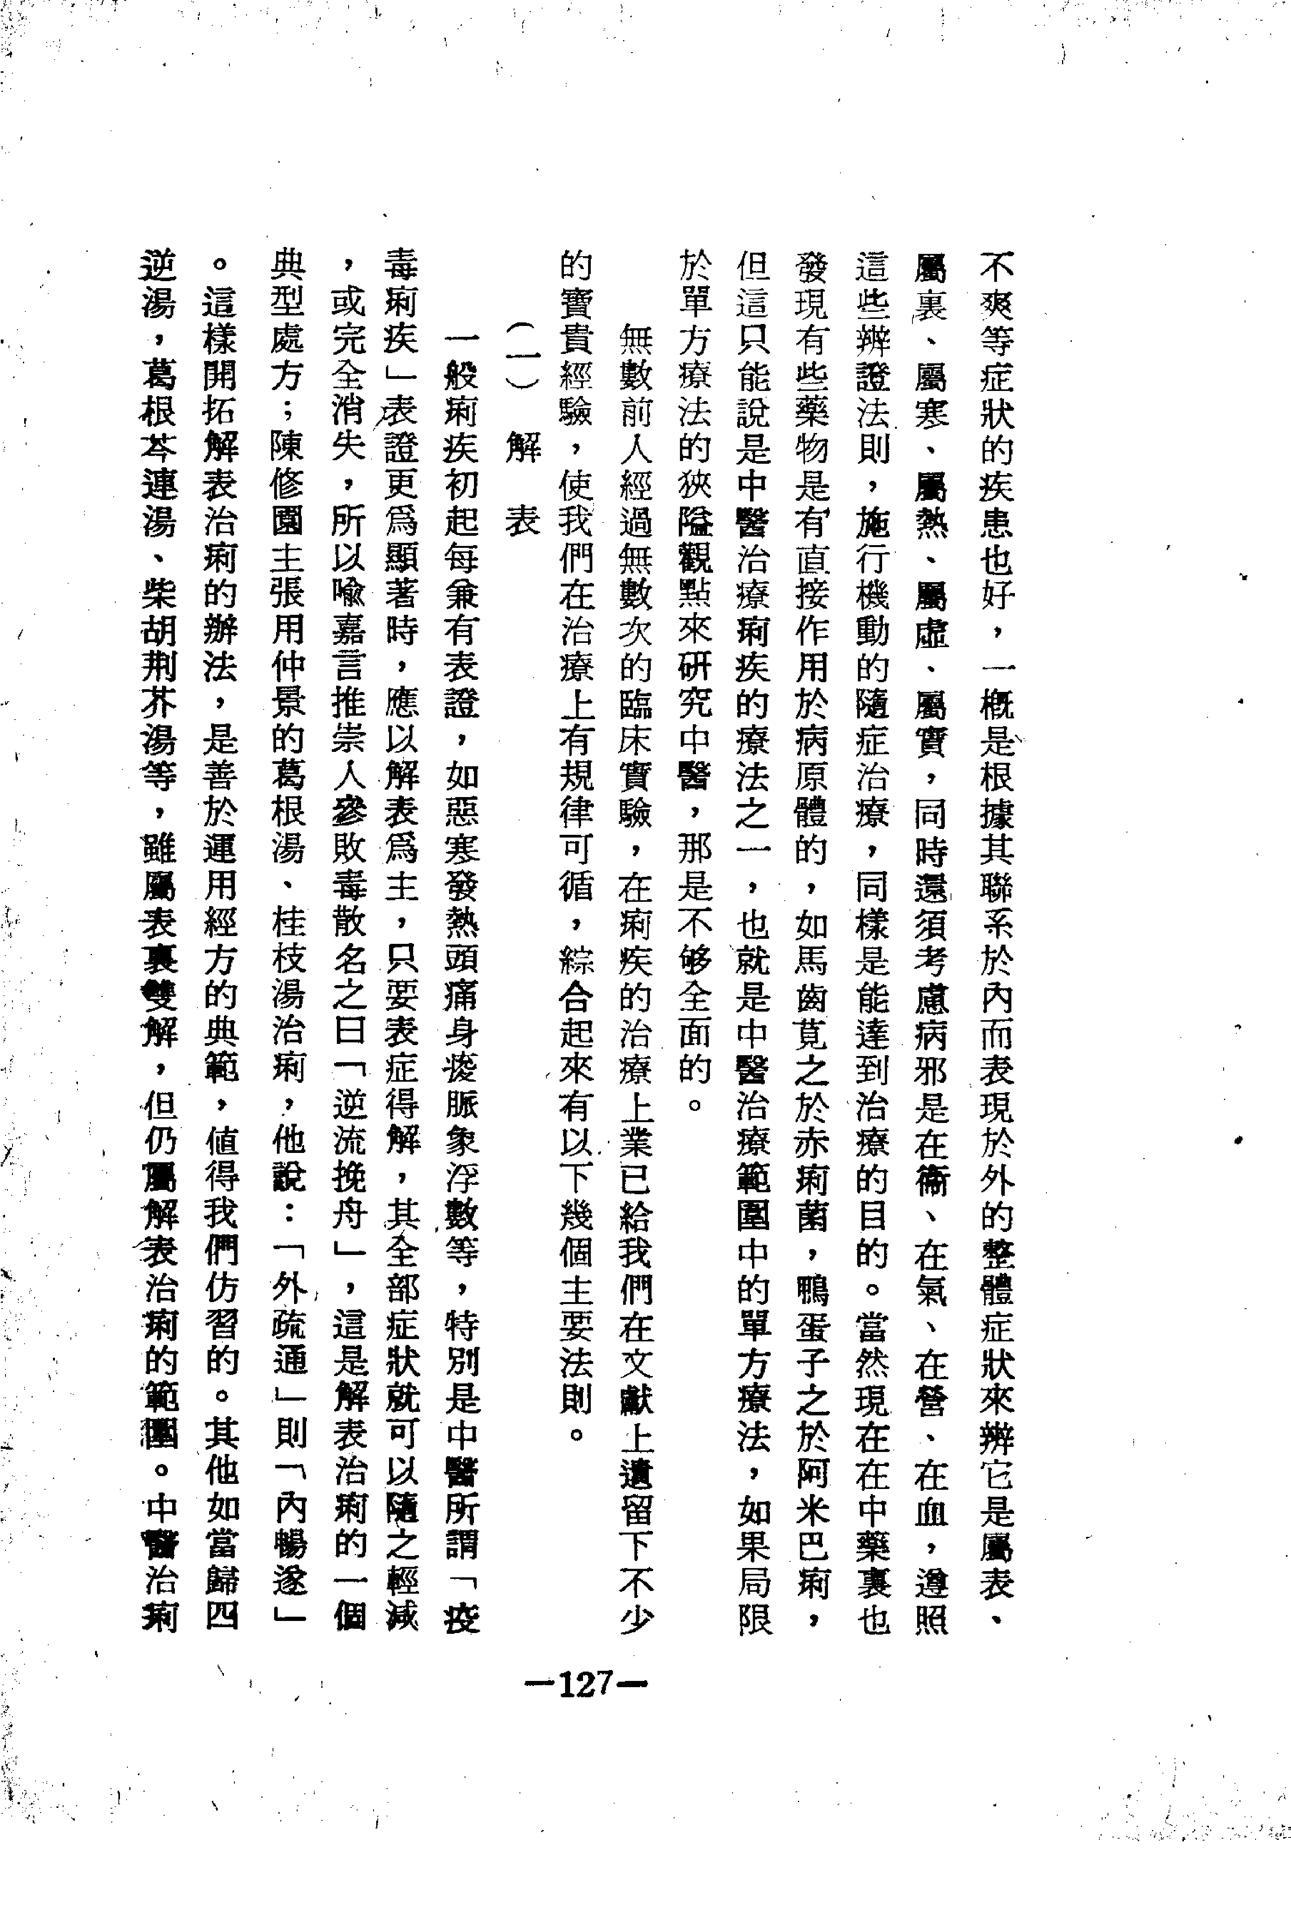 不爽等症狀的疾患也好，一概是根據其聯系於內而表現於外的整體症狀來辨它是屬表、
屬裏、屬寒、屬熱、屬虛、屬實，同時還須考慮病邪是在衞、在氣、在營、在血，遵照
這些辨證法則，施行機動的隨症治療，同樣是能達到治療的目的。當然現在在中藥裏也
發現有些藥物是有直接作用於病原體的，如馬齒莧之於赤痢菌，鴨蛋子之於阿米巴痢，
但這只能說是中醫治療痢疾的療法之一，也就是中醫治療範圍中的單方療法，如果局限
於單方療法的狹隘觀點來研究中醫，那是不够全面的。
無數前人經過無數次的臨床實驗，在痢疾的治療上業已給我們在文獻上遺留下不少
的寶貴經驗，使我們在治療上有規律可循，綜合起來有以下幾個主要法則。
（一）解表
一般痢疾初起每兼有表證，如惡寒發熱頭痛身痠脈象浮數等，特別是中醫所謂「疫
毒痢疾」表證更爲顯著時，應以解表爲主，只要表症得解，其全部症狀就可以隨之輕減
，或完全消失，所以喻嘉言推崇人參敗毒散名之曰「逆流挽舟」，這是解表治痢的一個
典型處方；陳修園主張用仲景的葛根湯、桂枝湯治痢，他說：「外疏通」則「內暢遂」
。這樣開拓解表治痢的辦法，是善於運用經方的典範，値得我們仿習的。其他如當歸四
逆湯，葛根芩連湯、柴胡荆芥湯等，雖屬表裏雙解，但仍屬解表治痢的範圍。中醫治痢
—127—